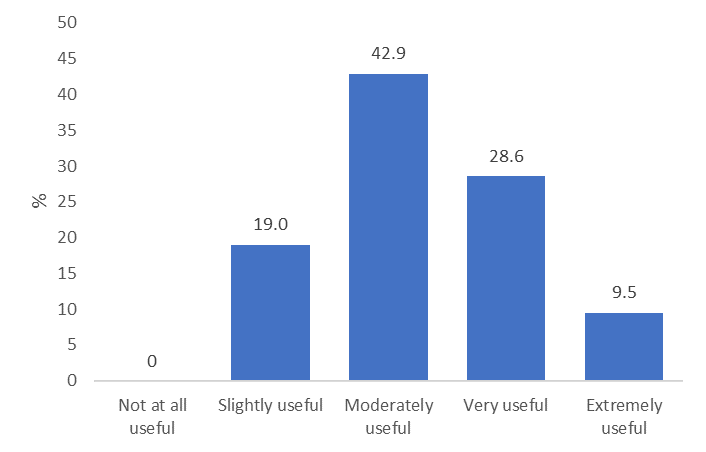 50
45
40
35
30
25
20
15
10
5
0
%
0
19.0
42.9
28.6
9.5
Not at all
useful
Slightly useful
Moderately
useful
Very useful
Extremely
useful